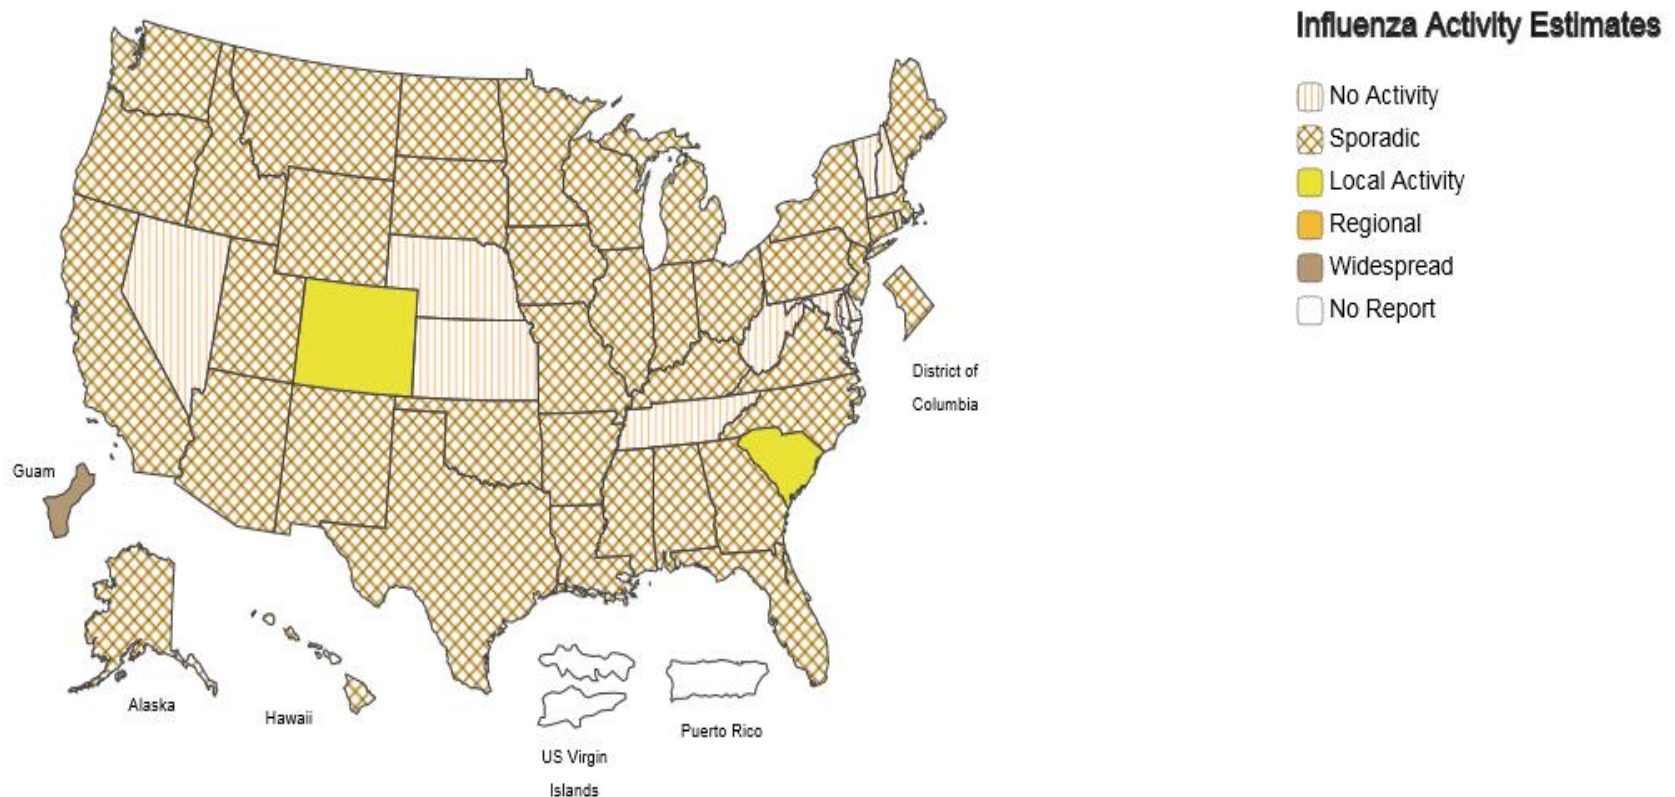 Influenza Activity Estimates
No Activity
Sporadic
Local Activity
Regional
Widespread
No Report
District of
Columbia
Guam
Alaska
Hawaii
US Virgin
Islands
Puerto Rico